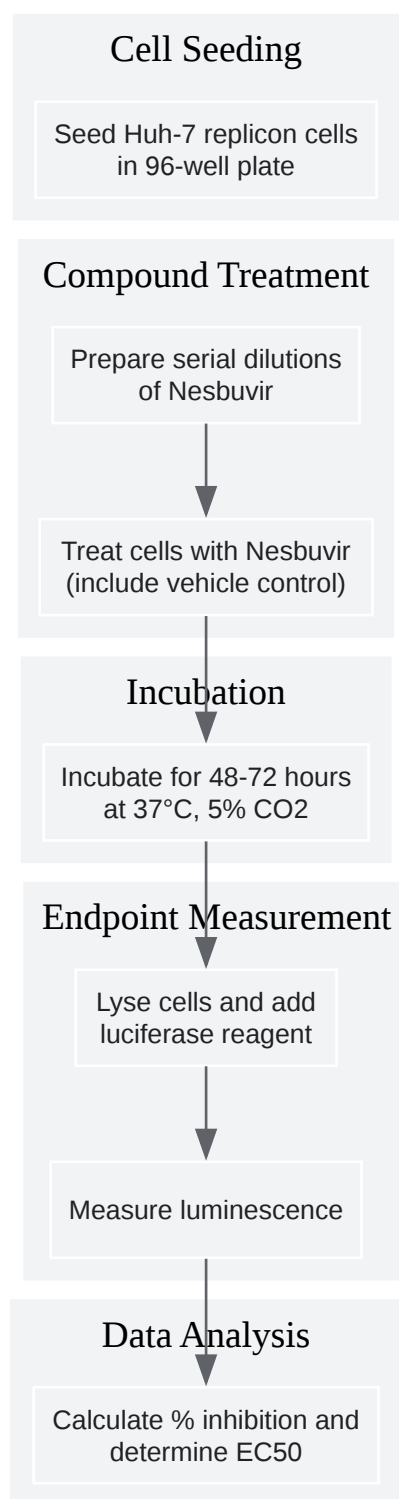 Cell Seeding
Seed Huh-7 replicon cells
in 96-well plate
Compound Treatment
Prepare serial dilutions
of Nesbuvir
Treat cells with Nesbuvir
(include vehicle control)
Incubation
Incubate for 48-72 hours
at 37°C, 5% CO2
Endpoint Measurement
Lyse cells and add
luciferase reagent
Measure luminescence
Data Analysis
Calculate % inhibition and
determine EC50